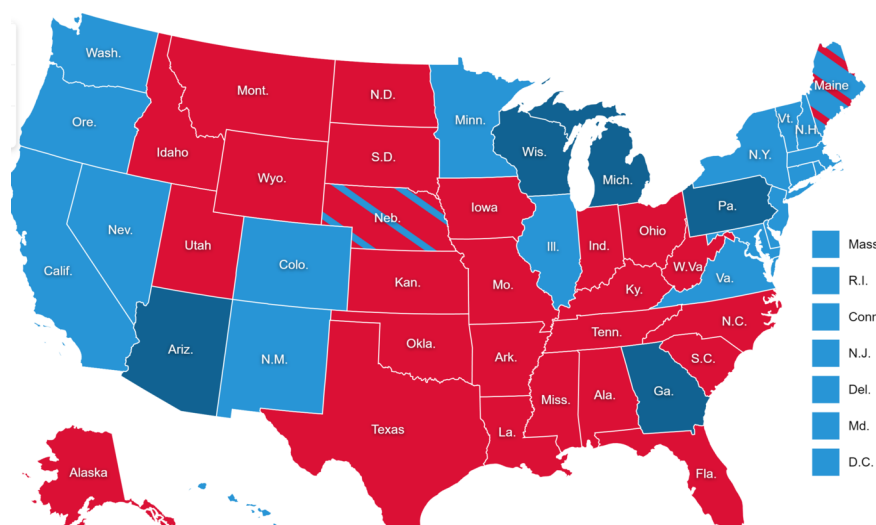 Wash.
Maine
Mont.
N.D.
Minn.
Vt.
Ore.
N.H.
Idaho
S.D.
Wis.
N.Y.
Mich.
Wyo.
Pa.
Iowa
Neb.
Nev.
Ohio
Utah
Ill.
Ind.
Mass
Colo.
W.Va
Calif.
Va.
R.I.
Kan.
Mo.
Ky.
Conn
N.C.
Tenn.
Okla.
Ariz.
N.M.
Ark.
S.C.
N.J.
Ga.
Del.
Miss.
Ala.
Texas
La.
Md.
D.C.
Alaska
Fla.